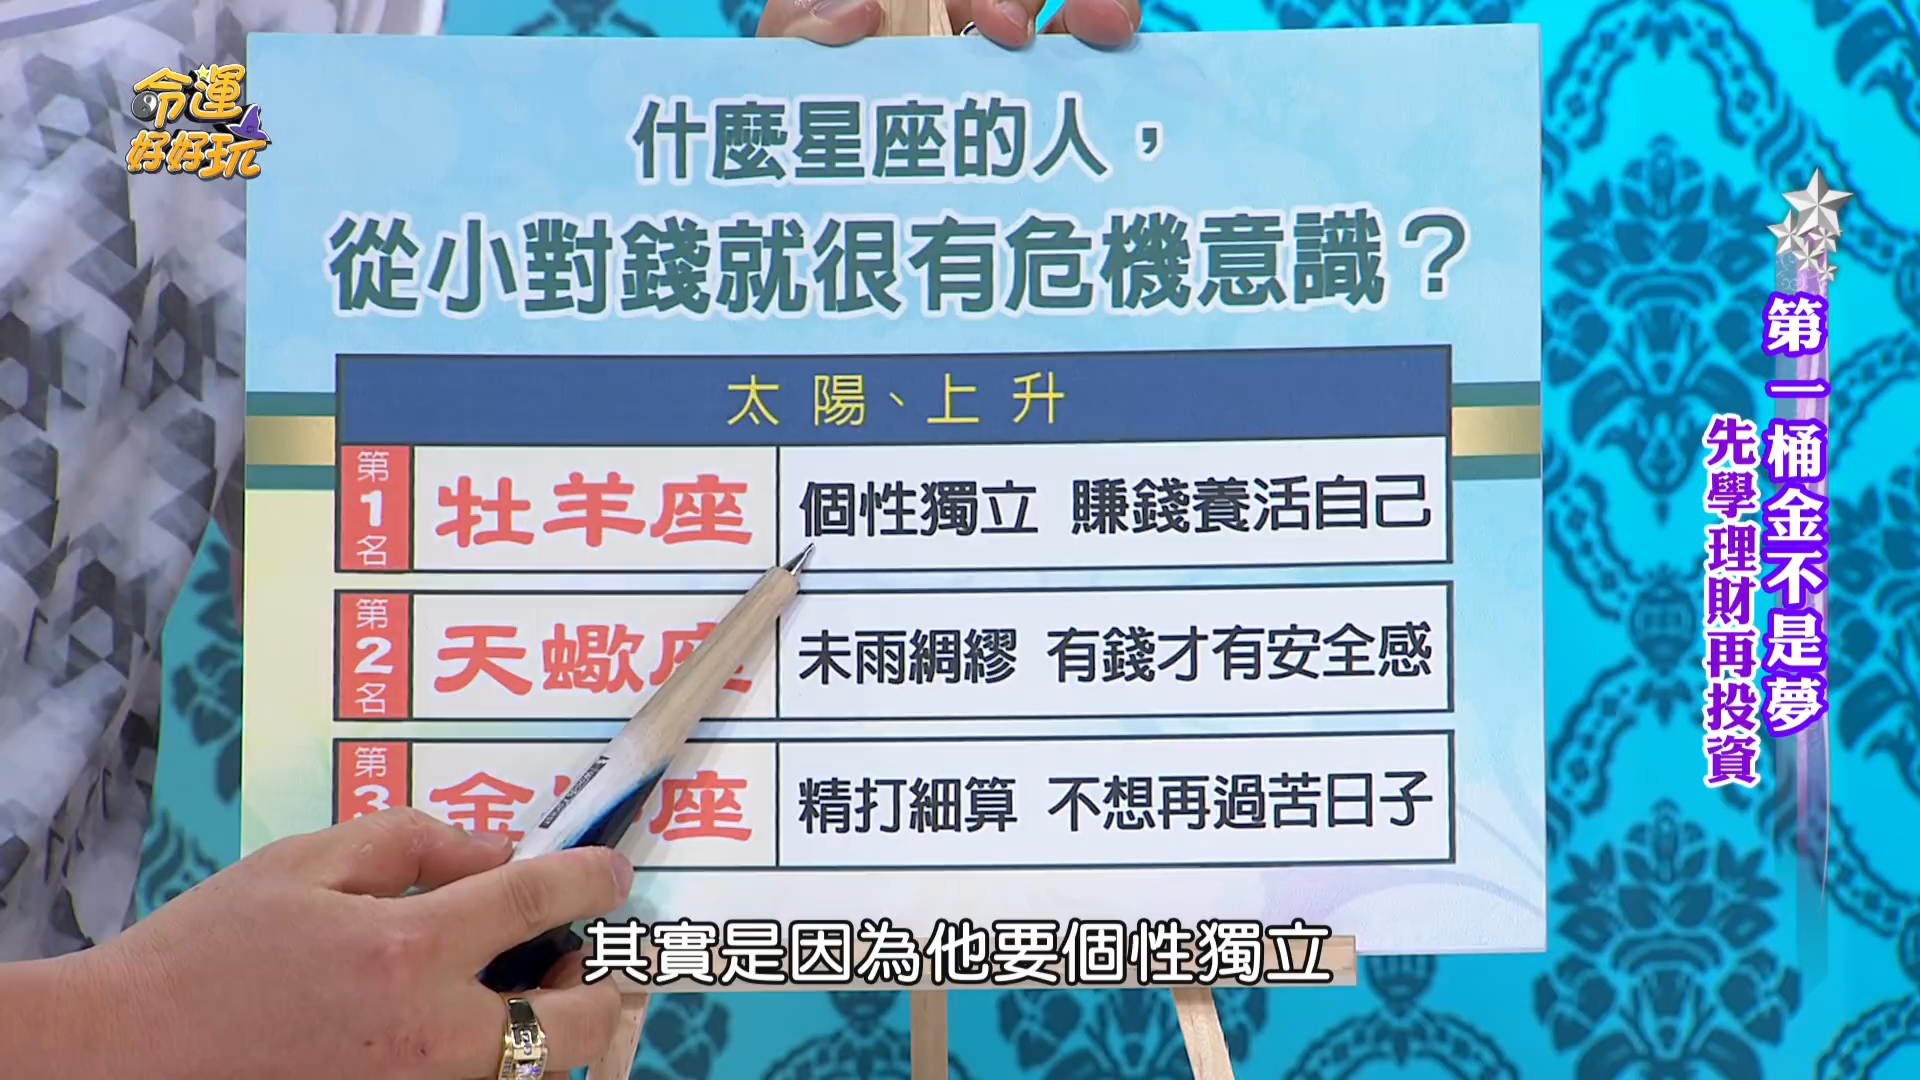 命運
好好玩
什麼星座的人，
從小對錢就很有危機意識？
太陽、上升
第1名 牡羊座 個性獨立 賺錢養活自己
第2名 天蠍座 未雨綢繆 有錢才有安全感
第3 金 座 精打細算 不想再過苦日子
第一桶金不是夢
先學理財再投資
其實是因為他要個性獨立